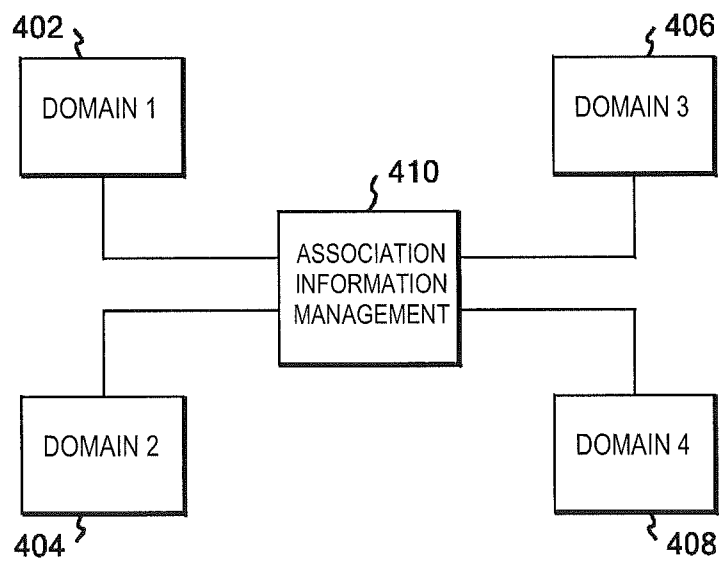 402
DOMAIN 1
406
DOMAIN 3
410
ASSOCIATION
INFORMATION
MANAGEMENT
DOMAIN 2
404
DOMAIN 4
408